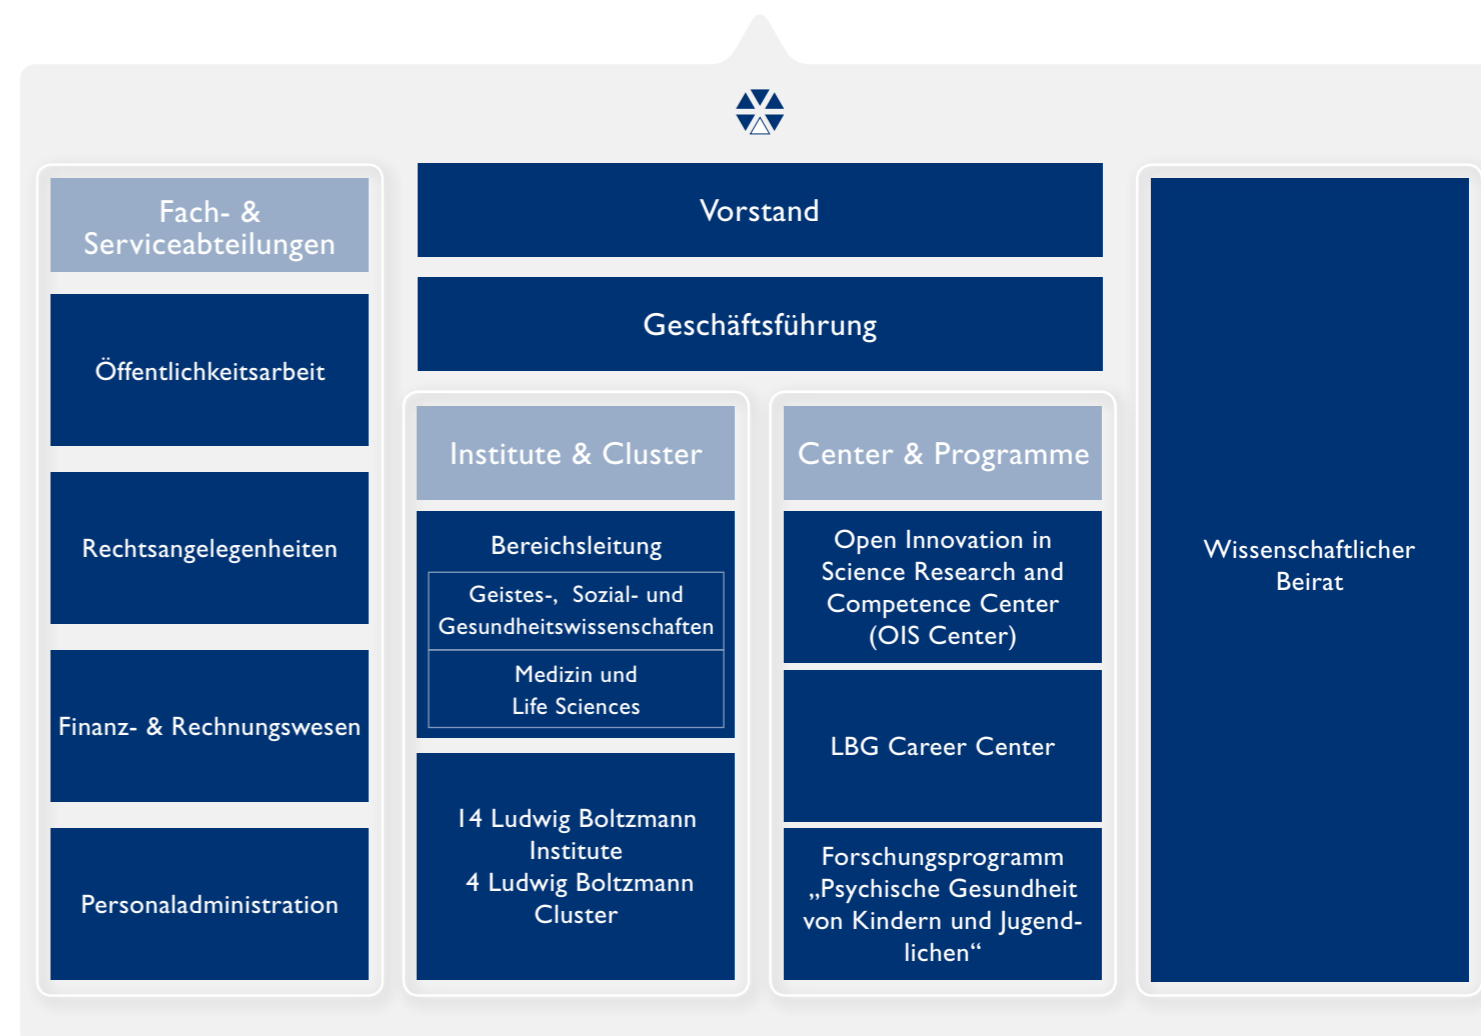 Fach- &
Serviceabteilungen
Öffentlichkeitsarbeit
Rechtsangelegenheiten
Finanz- & Rechnungswesen
Personaladministration
Vorstand
Geschäftsführung
Institute & Cluster
Bereichsleitung
Geistes-, Sozial- und
Gesundheitswissenschaften
Medizin und
Life Sciences
14 Ludwig Boltzmann
Institute
4 Ludwig Boltzmann
Cluster
Center & Programme
Open Innovation in
Science Research and
Competence Center
(OIS Center)
LBG Career Center
Forschungsprogramm
„Psychische Gesundheit
von Kindern und Jugend-
lichen“
Wissenschaftlicher
Beirat